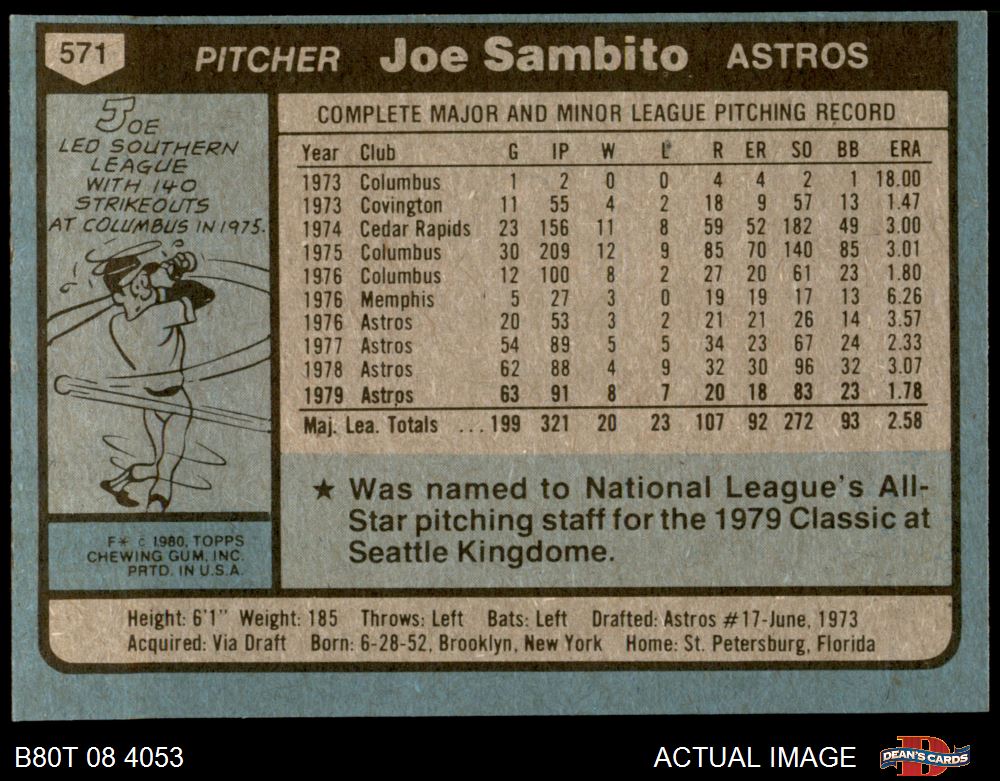 571 PITCHER Joe Sambito ASTROS
JOE
LED SOUTHERN
LEAGUE
WITH 140
STRIKEOUTS
AT COLUMBUS IN 1975.
COMPLETE MAJOR AND MINOR LEAGUE PITCHING RECORD
Year Club G IP W L R ER SO BB ERA
1973 Columbus 1 2 0 0 4 4 2 1 18.00
1973 Covington 11 55 4 2 18 9 57 13 1.47
1974 Cedar Rapids 23 156 11 8 59 52 182 49 3.00
1975 Columbus 30 209 12 9 85 70 140 85 3.01
1976 Columbus 12 100 8 2 27 20 61 23 1.80
1976 Memphis 5 27 3 0 19 19 17 13 6.26
1976 Astros 20 53 3 2 21 21 26 14 3.57
1977 Astros 54 89 5 5 34 23 67 24 2.33
1978 Astros 62 88 4 9 32 30 96 32 3.07
1979 Astros 63 91 8 7 20 18 83 23 1.78
Maj. Lea. Totals ...199 321 20 23 107 92 272 93 2.58
★ Was named to National League's All-
Star pitching staff for the 1979 Classic at
Seattle Kingdome.
F✳ © 1980, TOPPS
CHEWING GUM, INC.
PRTD. IN U.S.A.
Height: 6'1" Weight: 185 Throws: Left Bats: Left Drafted: Astros #17-June, 1973
Acquired: Via Draft Born: 6-28-52, Brooklyn, New York Home: St. Petersburg, Florida
B80T 08 4053 ACTUAL IMAGE DEAN'S CARDS